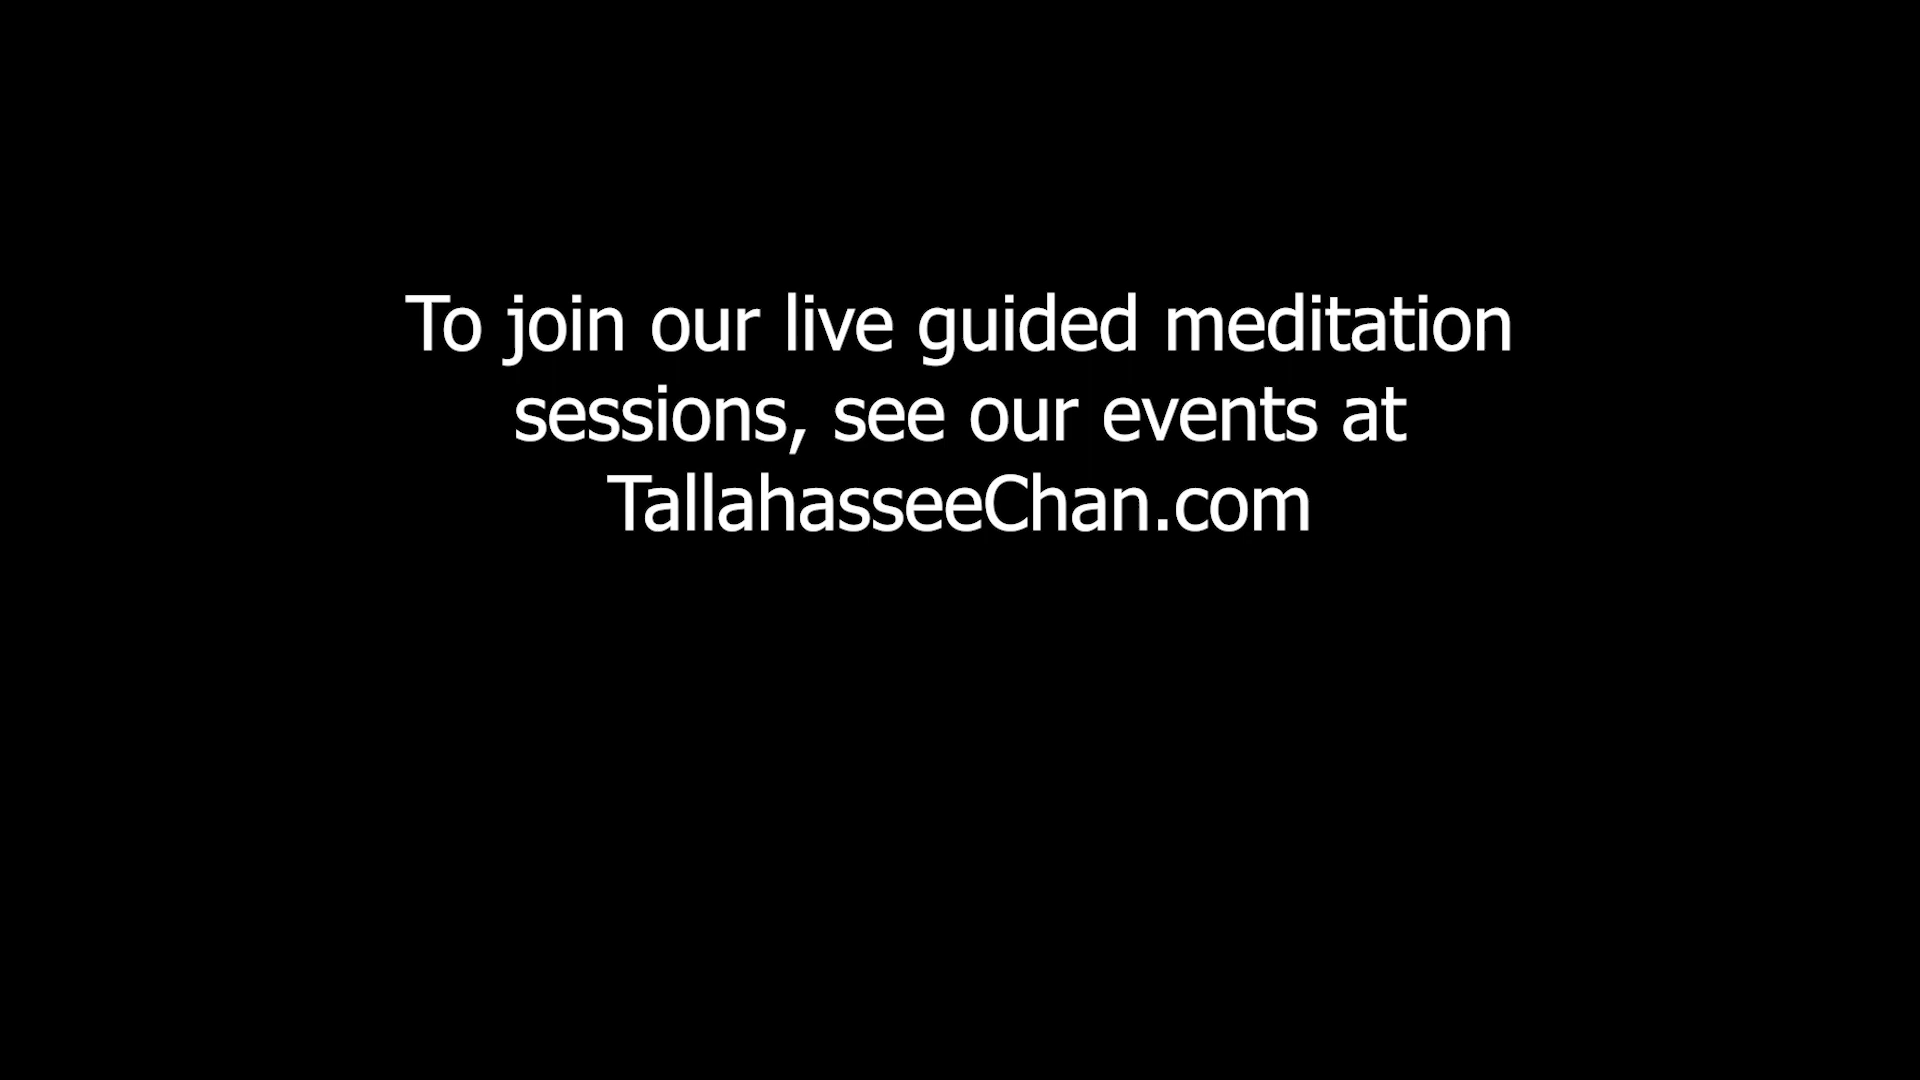 To join our live guided meditation
sessions, see our events at
TallahasseeChan.com